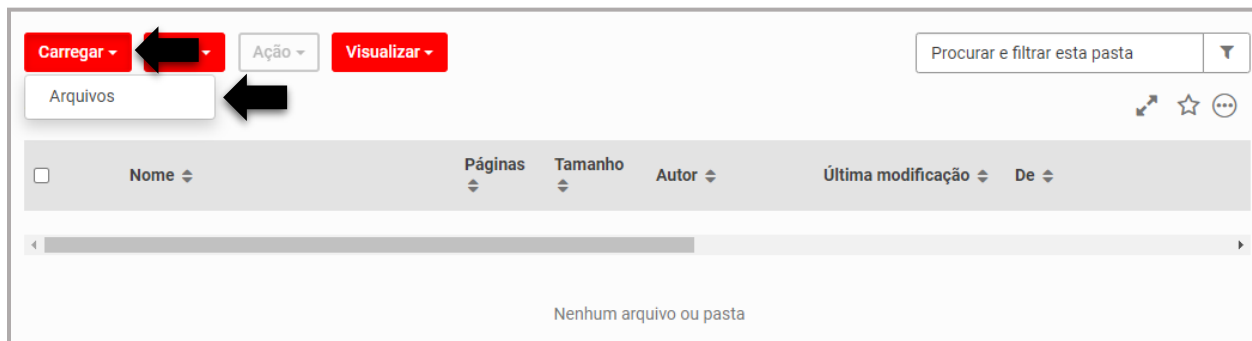 Carregar Ação Visualizar Procurar e filtrar esta pasta
Arquivos
Nome Páginas Tamanho Autor Última modificação De
Nenhum arquivo ou pasta